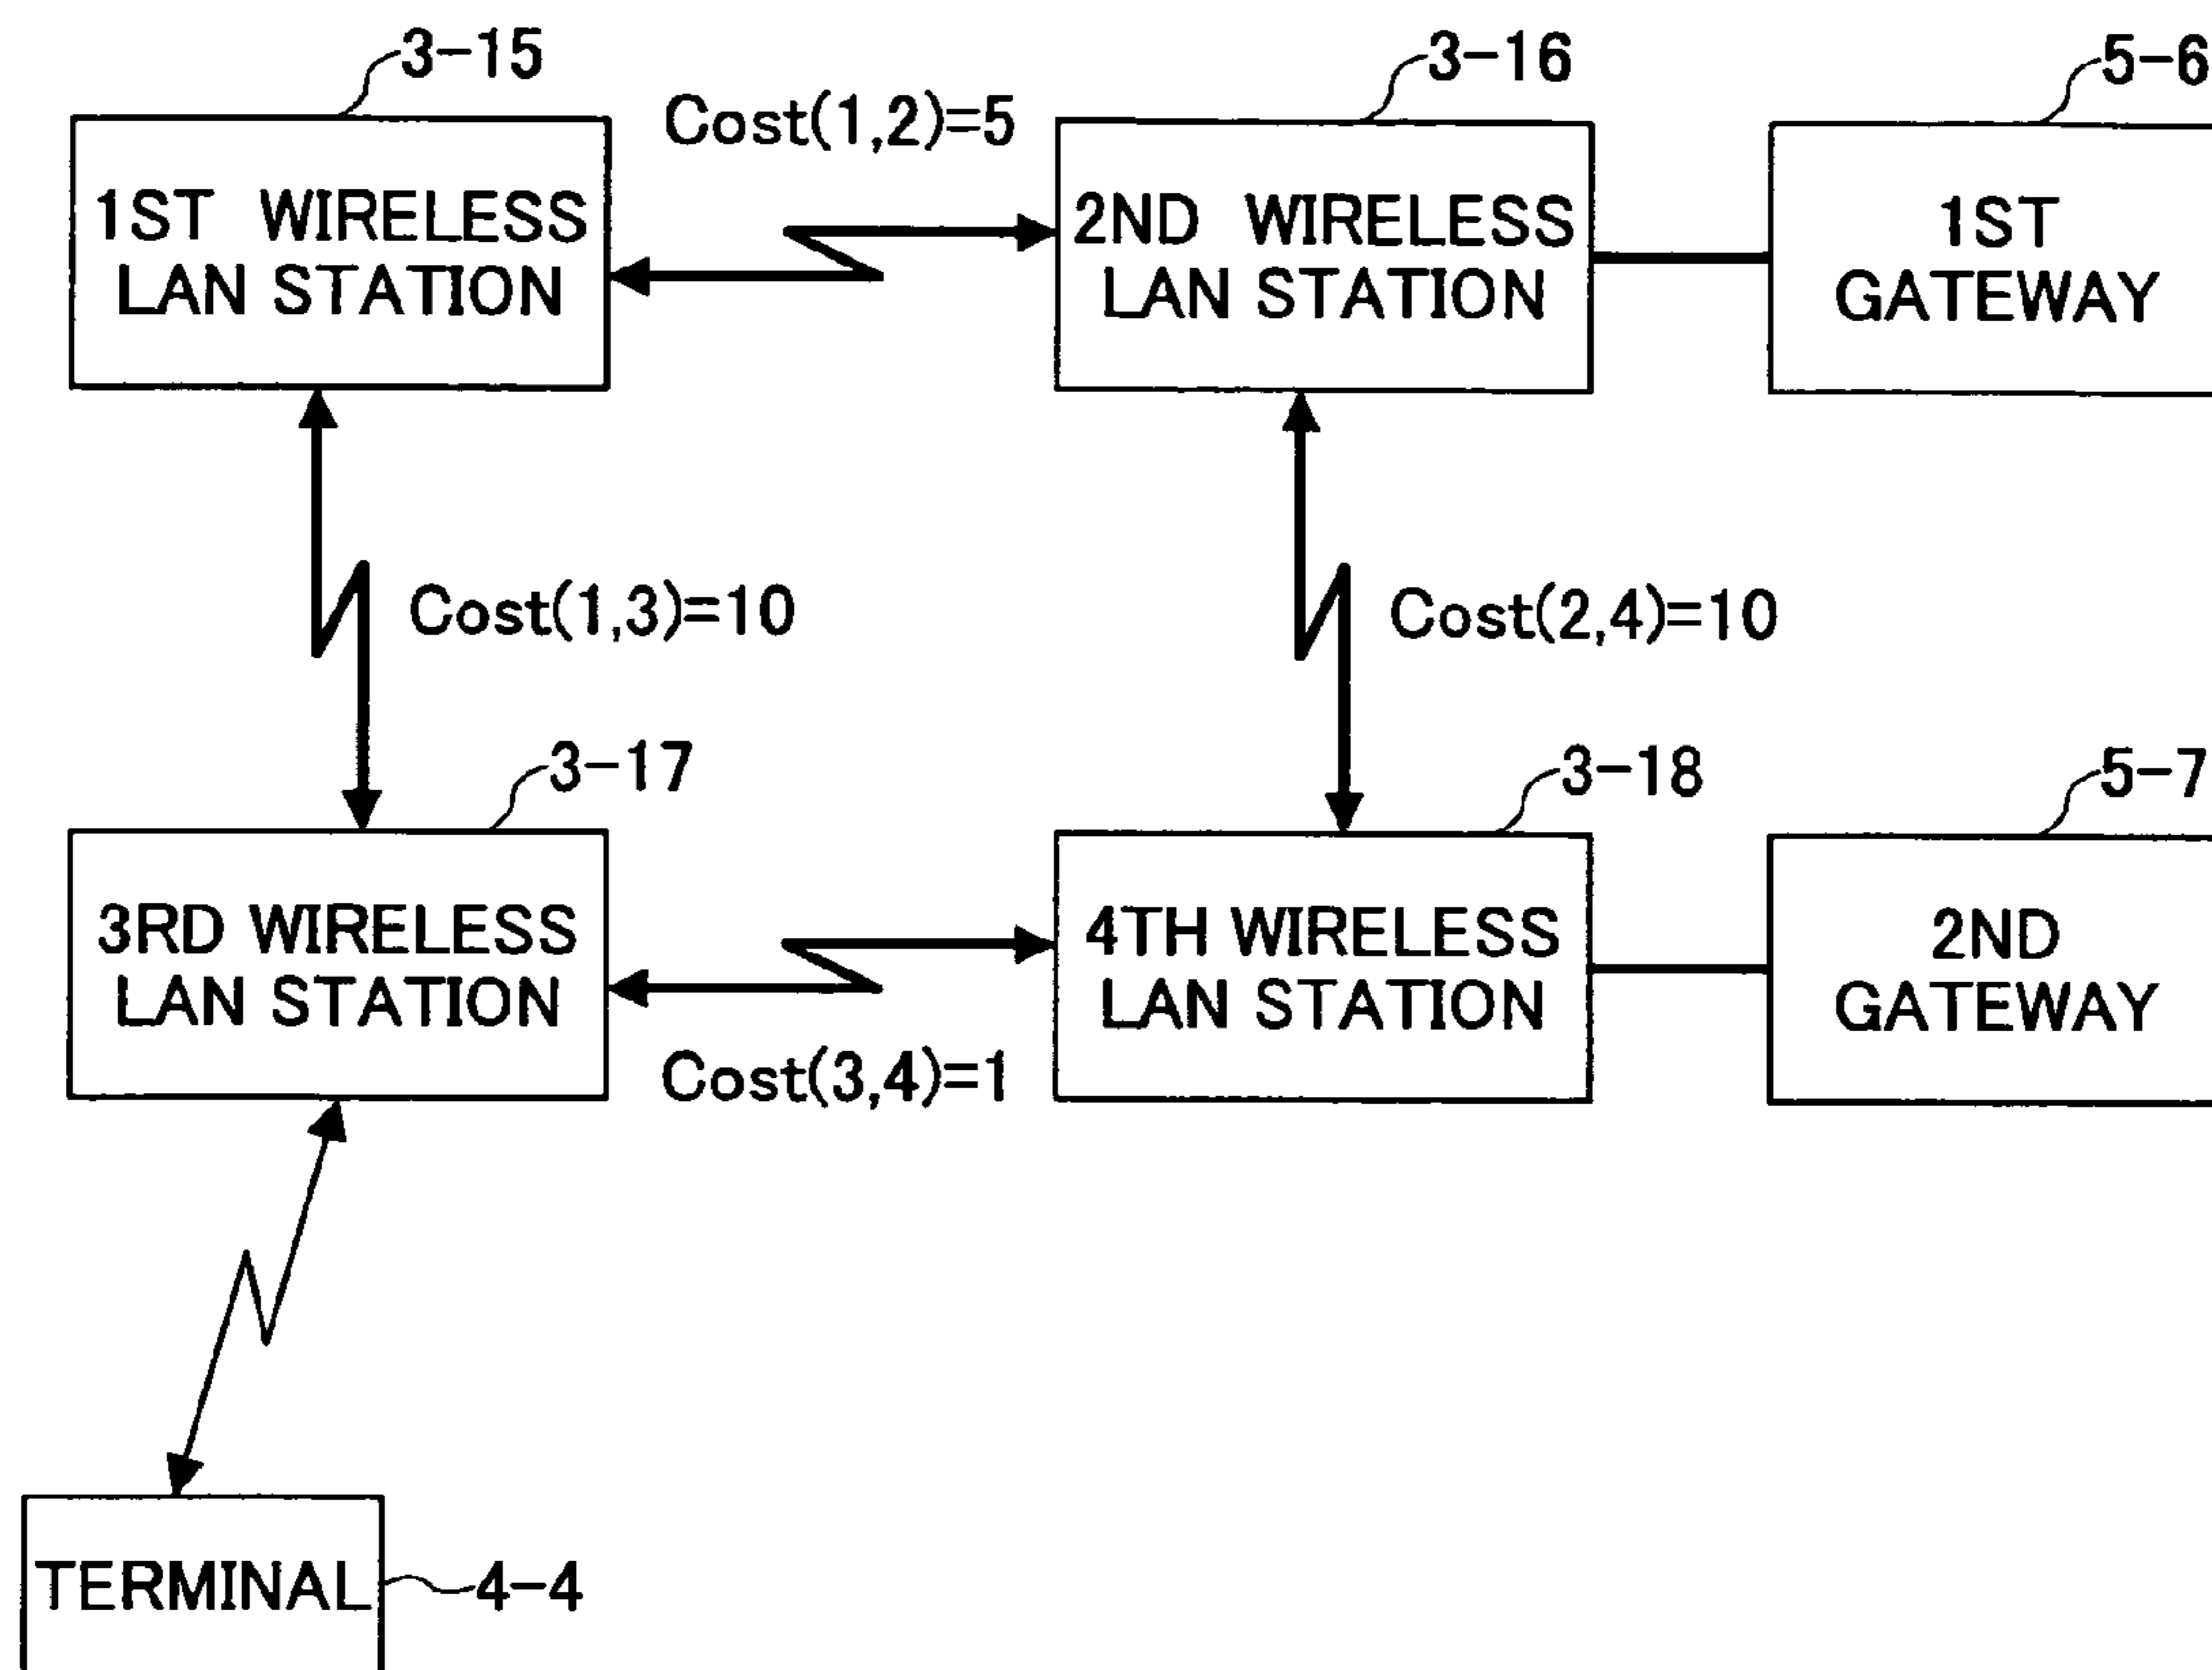 3-15
3-16
5-6
Cost(1,2)=5
1ST WIRELESS
LAN STATION
2ND WIRELESS
LAN STATION
1ST
GATEWAY
Cost(1,3)=10
Cost(2,4)=10
3-17
3-18
5-7
3RD WIRELESS
LAN STATION
4TH WIRELESS
LAN STATION
2ND
GATEWAY
Cost(3,4)=1
TERMINAL
4-4